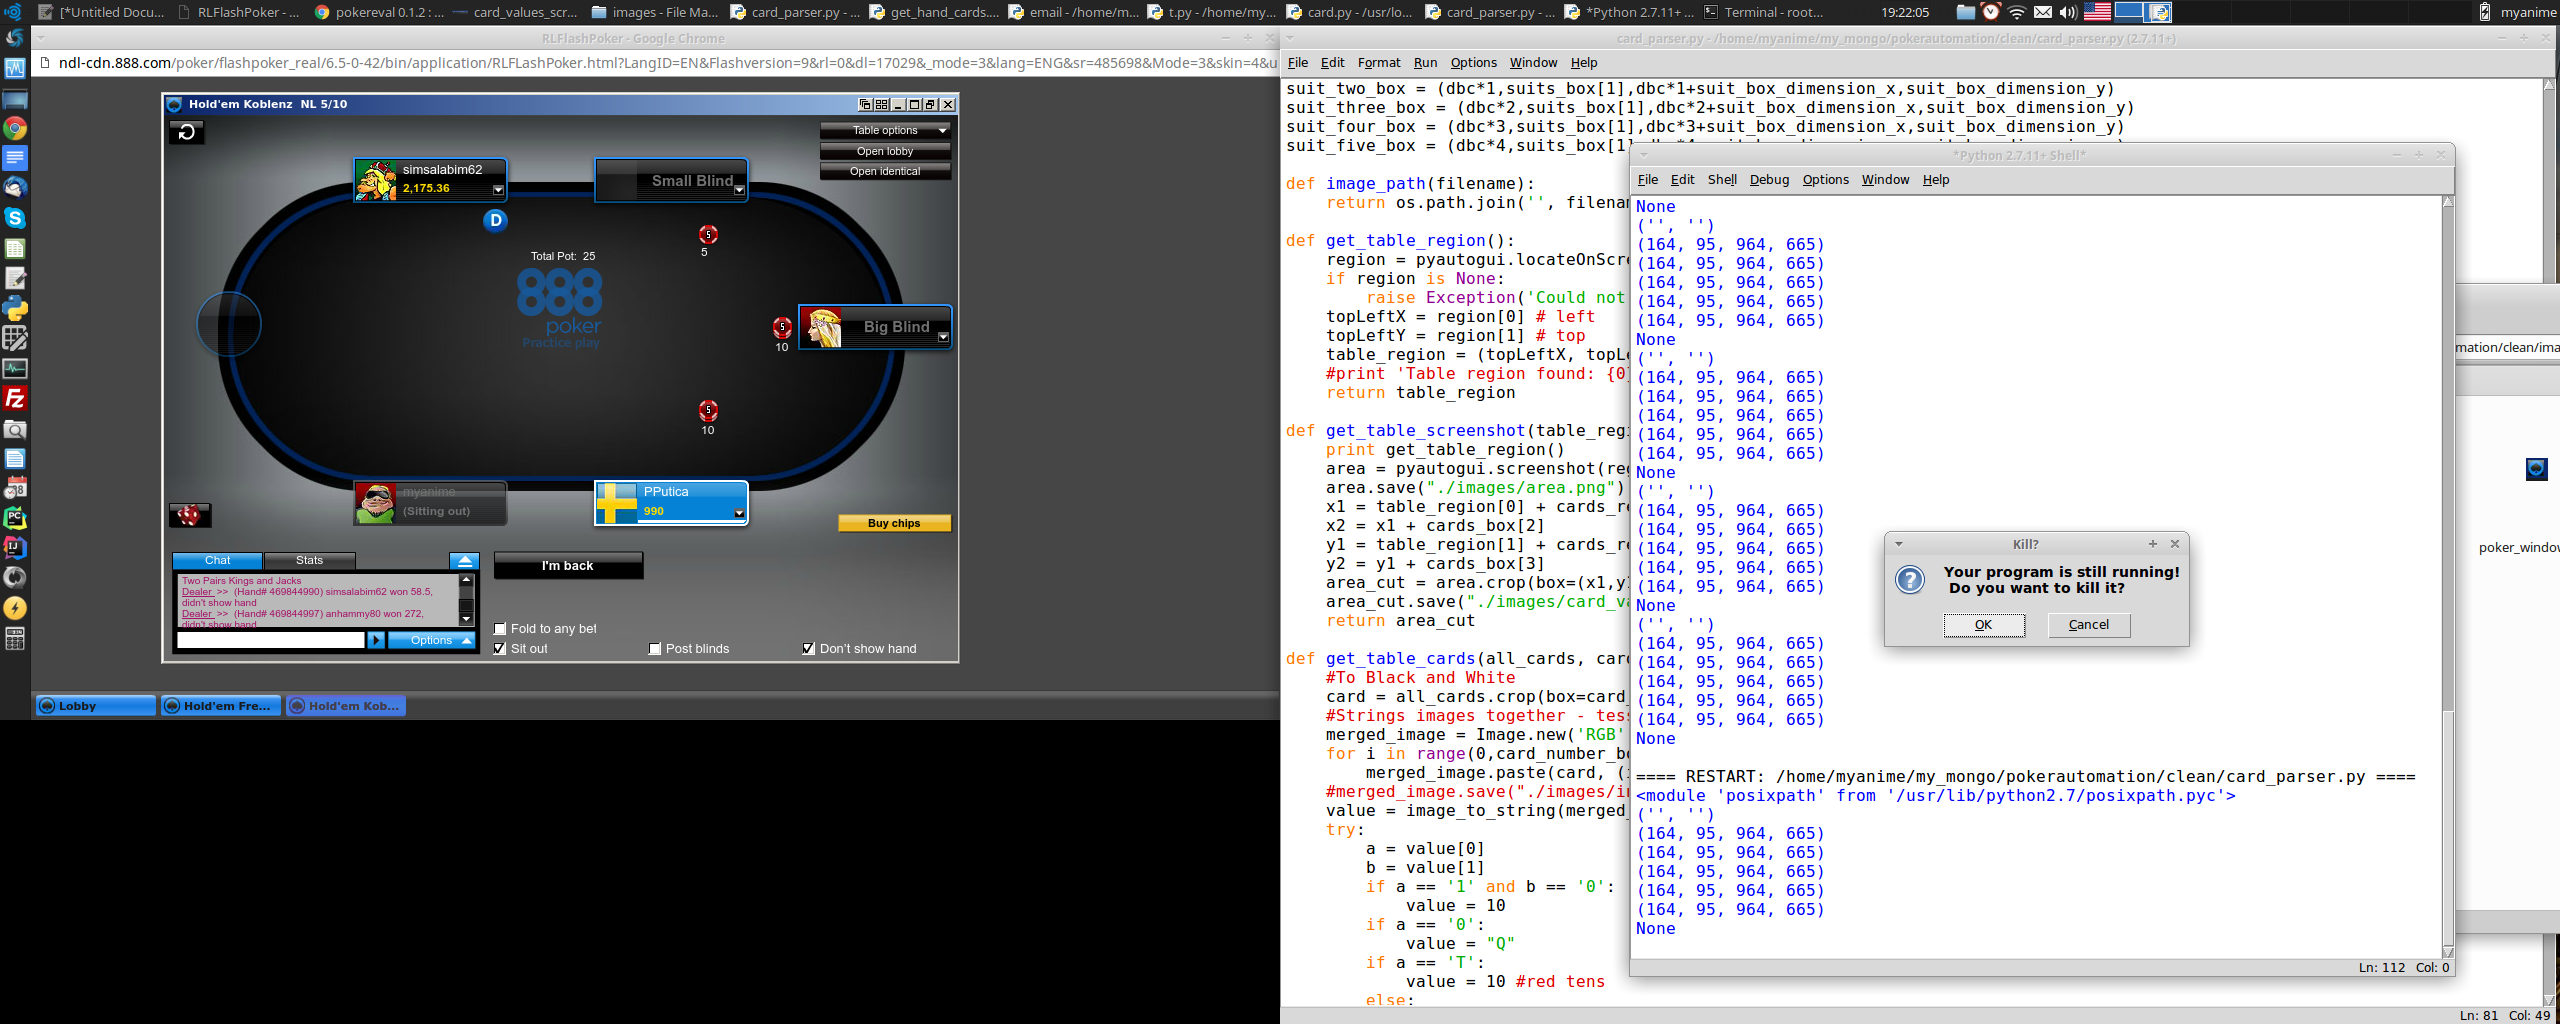 [*Untitled Docu...
RLFlashPoker - ...
pokereval 0.1.2 : ...
card_values_scr...
images - File Ma...
card_parser.py - ...
get_hand_cards....
email - /home/m...
t.py - /home/my...
card.py - /usr/lo...
card_parser.py - ...
*Python 2.7.11+ ...
Terminal - root...
19:22:05
myanime
RLFlashPoker - Google Chrome
ndl-cdn.888.com/poker/flashpoker_real/6.5-0-42/bin/application/RLFLashPoker.html?LangID=EN&Flashversion=9&rl=0&dl=17029&_mode=3&lang=ENG&sr=485698&Mode=3&skin=4&u
Hold'em Koblenz  NL 5/10
Table options
Open lobby
Open identical
simsalabim62
2,175.36
Small Blind
D
5
5
Total Pot:  25
888
poker
Practice play
5
10
Big Blind
5
10
myanime
(Sitting out)
PPutica
990
Buy chips
Chat
Stats
I'm back
Two Pairs Kings and Jacks
Dealer >>  (Hand# 469844990) simsalabim62 won 58.5,
didn't show hand
Dealer >>  (Hand# 469844997) anhammy80 won 272,
didn't show hand
Options
Fold to any bet
Sit out
Post blinds
Don't show hand
Lobby
Hold'em Fre...
Hold'em Kob...
card_parser.py - /home/myanime/my_mongo/pokerautomation/clean/card_parser.py (2.7.11+)
File Edit Format Run Options Window Help
suit_two_box = (dbc*1,suits_box[1],dbc*1+suit_box_dimension_x,suit_box_dimension_y)
suit_three_box = (dbc*2,suits_box[1],dbc*2+suit_box_dimension_x,suit_box_dimension_y)
suit_four_box = (dbc*3,suits_box[1],dbc*3+suit_box_dimension_x,suit_box_dimension_y)
suit_five_box = (dbc*4,suits_box[1]
def image_path(filename):
return os.path.join('', filenam
def get_table_region():
region = pyautogui.locateOnScre
if region is None:
raise Exception('Could not
topLeftX = region[0] # left
topLeftY = region[1] # top
table_region = (topLeftX, topLe
#print 'Table region found: {0}
return table_region
def get_table_screenshot(table_regi
print get_table_region()
area = pyautogui.screenshot(reg
area.save("./images/area.png")
x1 = table_region[0] + cards_re
x2 = x1 + cards_box[2]
y1 = table_region[1] + cards_re
y2 = y1 + cards_box[3]
area_cut = area.crop(box=(x1,y1
area_cut.save("./images/card_va
return area_cut
def get_table_cards(all_cards, card
#To Black and White
card = all_cards.crop(box=card_
#Strings images together - tess
merged_image = Image.new('RGB'
for i in range(0,card_number_bo
merged_image.paste(card, (i
#merged_image.save("./images/im
value = image_to_string(merged_
try:
a = value[0]
b = value[1]
if a == '1' and b == '0':
value = 10
if a == '0':
value = "Q"
if a == 'T':
value = 10 #red tens
else:
Ln: 81 Col: 49
*Python 2.7.11+ Shell*
File Edit Shell Debug Options Window Help
None
('', '')
(164, 95, 964, 665)
(164, 95, 964, 665)
(164, 95, 964, 665)
(164, 95, 964, 665)
(164, 95, 964, 665)
None
('', '')
(164, 95, 964, 665)
(164, 95, 964, 665)
(164, 95, 964, 665)
(164, 95, 964, 665)
(164, 95, 964, 665)
None
('', '')
(164, 95, 964, 665)
(164, 95, 964, 665)
(164, 95, 964, 665)
(164, 95, 964, 665)
(164, 95, 964, 665)
None
('', '')
(164, 95, 964, 665)
(164, 95, 964, 665)
(164, 95, 964, 665)
(164, 95, 964, 665)
(164, 95, 964, 665)
None
==== RESTART: /home/myanime/my_mongo/pokerautomation/clean/card_parser.py ====
<module 'posixpath' from '/usr/lib/python2.7/posixpath.pyc'>
('', '')
(164, 95, 964, 665)
(164, 95, 964, 665)
(164, 95, 964, 665)
(164, 95, 964, 665)
(164, 95, 964, 665)
None
Ln: 112 Col: 0
Kill?
Your program is still running!
Do you want to kill it?
OK
Cancel
mation/clean/ima
poker_window